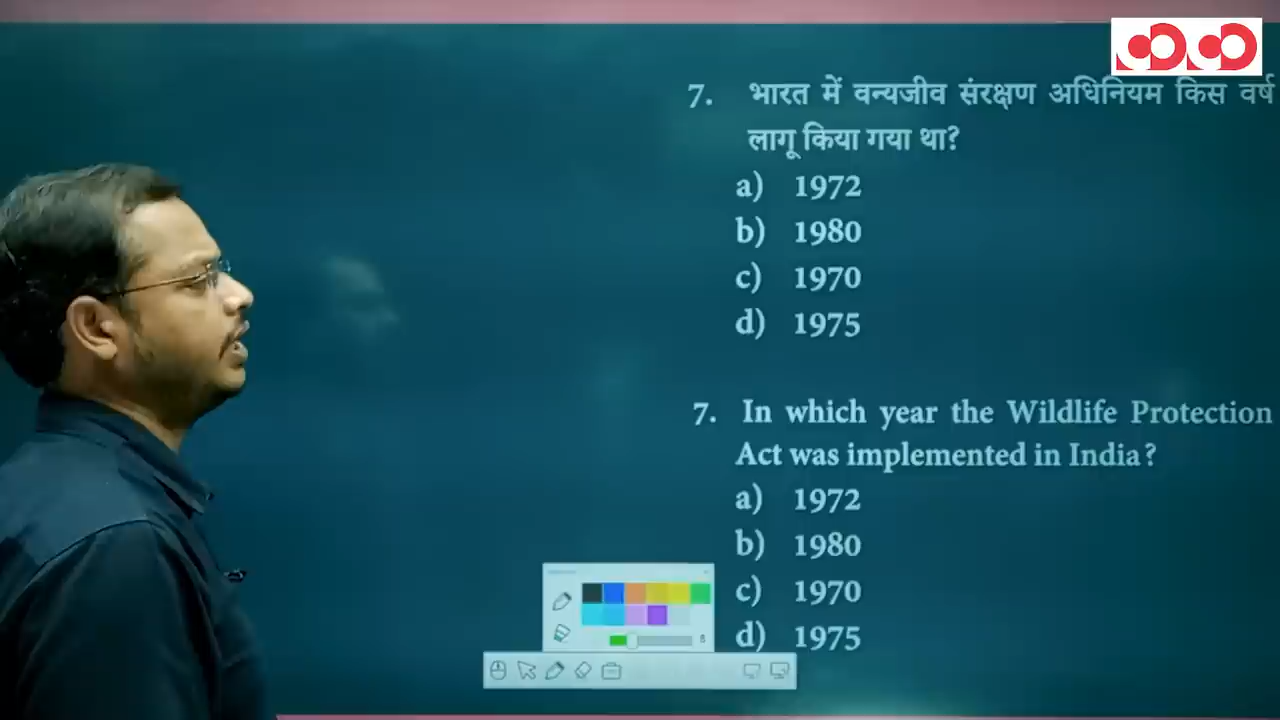 7. भारत में वन्यजीव संरक्षण अधिनियम किस वर्ष
लागू किया गया था?
a) 1972
b) 1980
c) 1970
d) 1975
7. In which year the Wildlife Protection
Act was implemented in India?
a) 1972
b) 1980
c) 1970
d) 1975
8